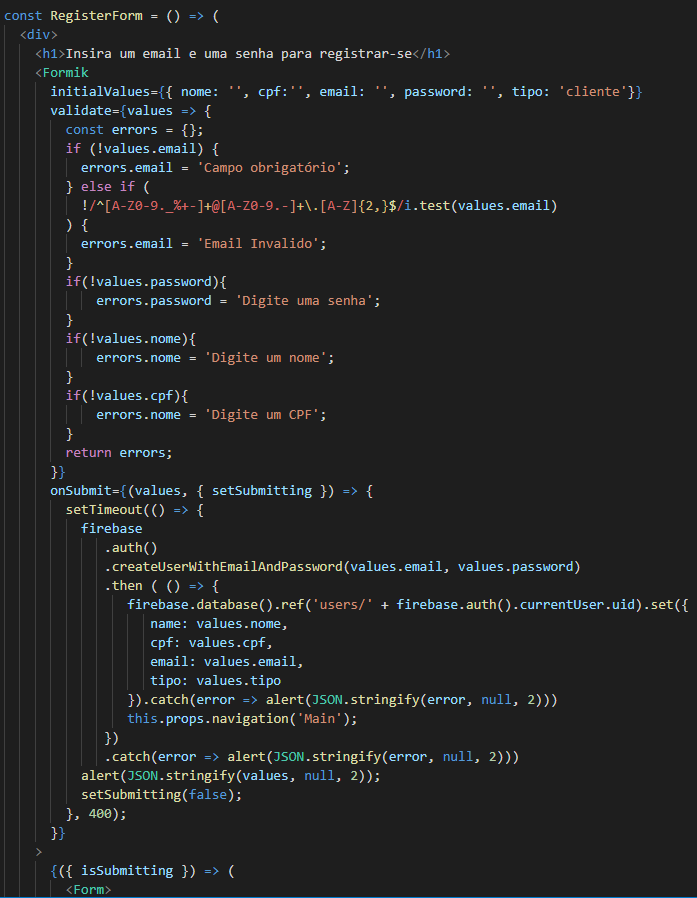 const RegisterForm = () => (
<div>
<h1>Insira um email e uma senha para registrar-se</h1>
<Formik
initialValues={{ nome: '', cpf:'', email: '', password: '', tipo: 'cliente'}}
validate={values => {
const errors = {};
if (!values.email) {
errors.email = 'Campo obrigatório';
} else if (
!/^[A-Z0-9._%+-]+@[A-Z0-9.-]+\.[A-Z]{2,}$/i.test(values.email)
) {
errors.email = 'Email Invalido';
}
if(!values.password){
errors.password = 'Digite uma senha';
}
if(!values.nome){
errors.nome = 'Digite um nome';
}
if(!values.cpf){
errors.nome = 'Digite um CPF';
}
return errors;
}}
onSubmit={(values, { setSubmitting }) => {
setTimeout(() => {
firebase
.auth()
.createUserWithEmailAndPassword(values.email, values.password)
.then ( () => {
firebase.database().ref('users/' + firebase.auth().currentUser.uid).set({
name: values.nome,
cpf: values.cpf,
email: values.email,
tipo: values.tipo
}).catch(error => alert(JSON.stringify(error, null, 2)))
this.props.navigation('Main');
})
.catch(error => alert(JSON.stringify(error, null, 2)))
alert(JSON.stringify(values, null, 2));
setSubmitting(false);
}, 400);
}}
>
{({ isSubmitting }) => (
<Form>